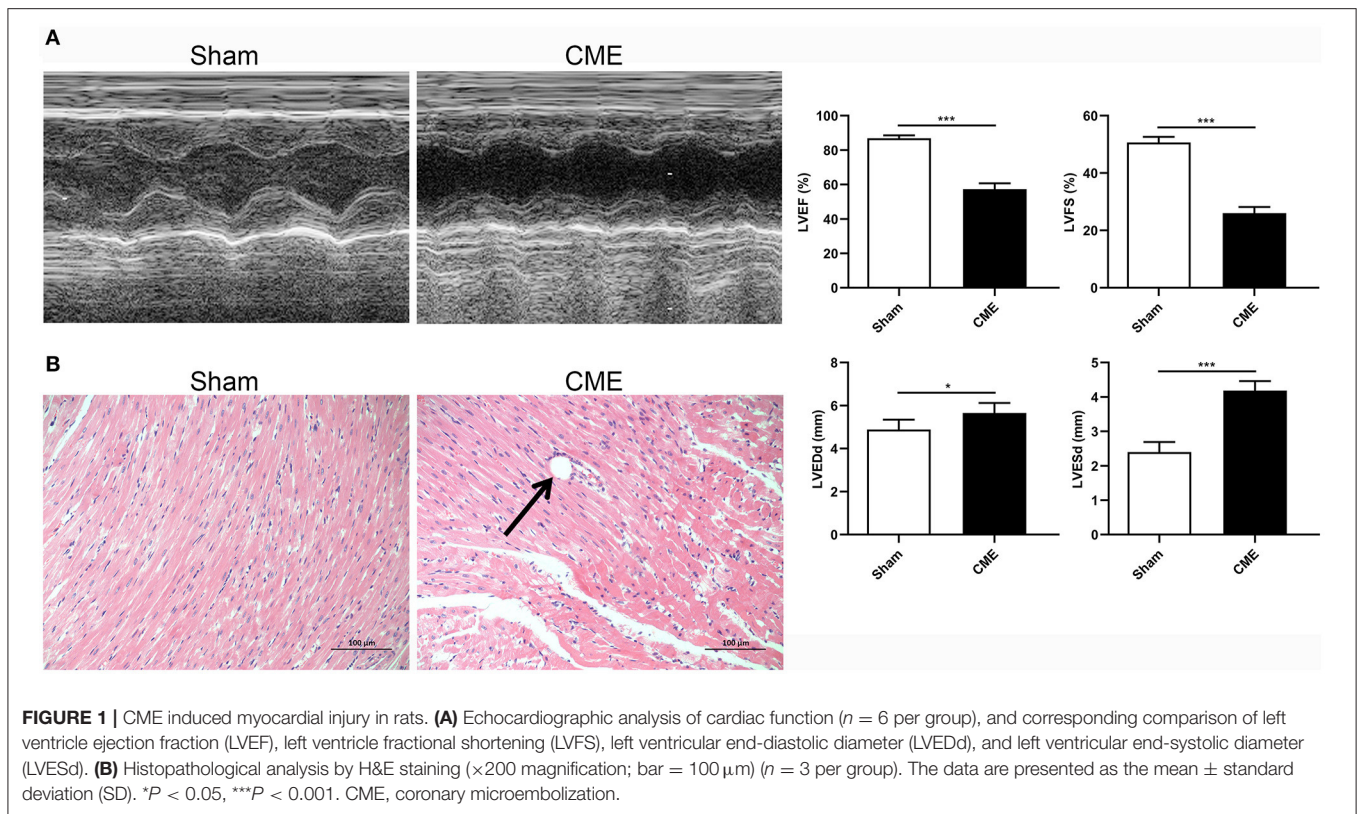 A
Sham
CME
***
LVEF (%)
100
80
60
40
20
0
Sham
CME
***
LVFS (%)
60
40
20
0
Sham
CME
B
Sham
CME
100 µm
100 µm
*
LVEDd (mm)
8
6
4
2
0
Sham
CME
***
LVESd (mm)
5
4
3
2
1
0
Sham
CME
FIGURE 1 | CME induced myocardial injury in rats. (A) Echocardiographic analysis of cardiac function (n = 6 per group), and corresponding comparison of left
ventricle ejection fraction (LVEF), left ventricle fractional shortening (LVFS), left ventricular end-diastolic diameter (LVEDd), and left ventricular end-systolic diameter
(LVESd). (B) Histopathological analysis by H&E staining (×200 magnification; bar = 100 µm) (n = 3 per group). The data are presented as the mean ± standard
deviation (SD). *P < 0.05, ***P < 0.001. CME, coronary microembolization.